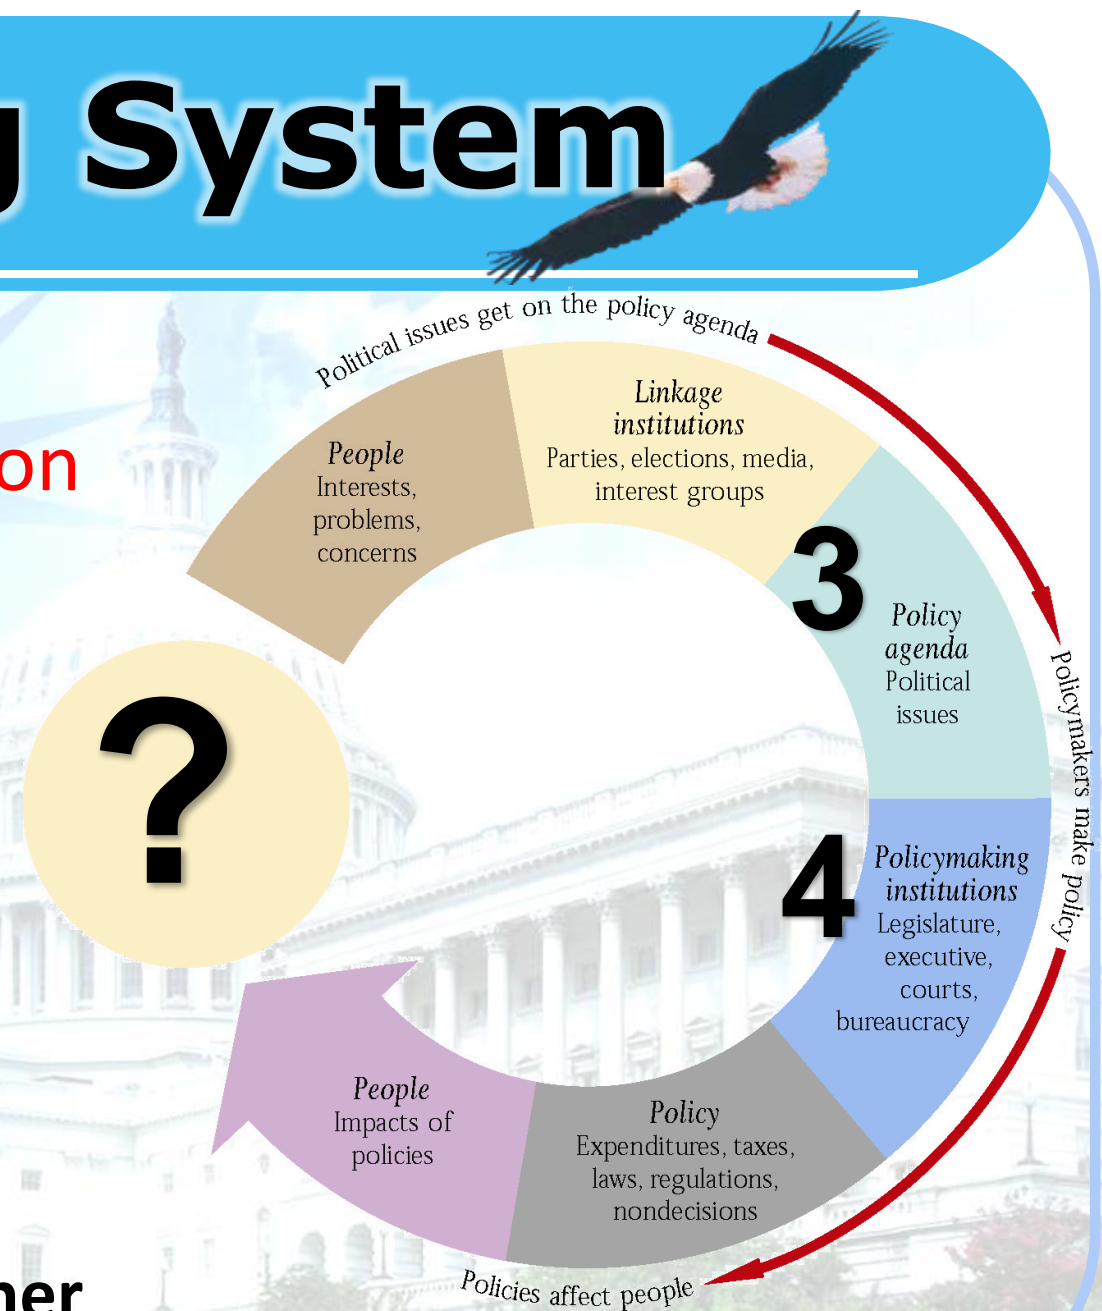 g System
Political issues get on the policy agenda
Linkage
institutions
Parties, elections, media,
interest groups
People
Interests,
problems,
concerns
on
3
Policy
agenda
Political
issues
Policymakers make policy
?
4
Policymaking
institutions
Legislature,
executive,
courts,
bureaucracy
People
Impacts of
policies
Policy
Expenditures, taxes,
laws, regulations,
nondecisions
Policies affect people
ner